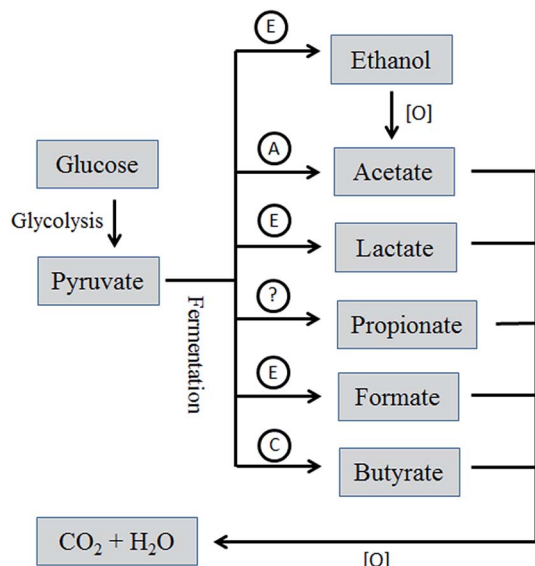 E
Ethanol
[O]
A
Glucose
Acetate
Glycolysis
E
Lactate
Pyruvate
?
Propionate
Fermentation
E
Formate
C
Butyrate
CO₂ + H₂O
[O]